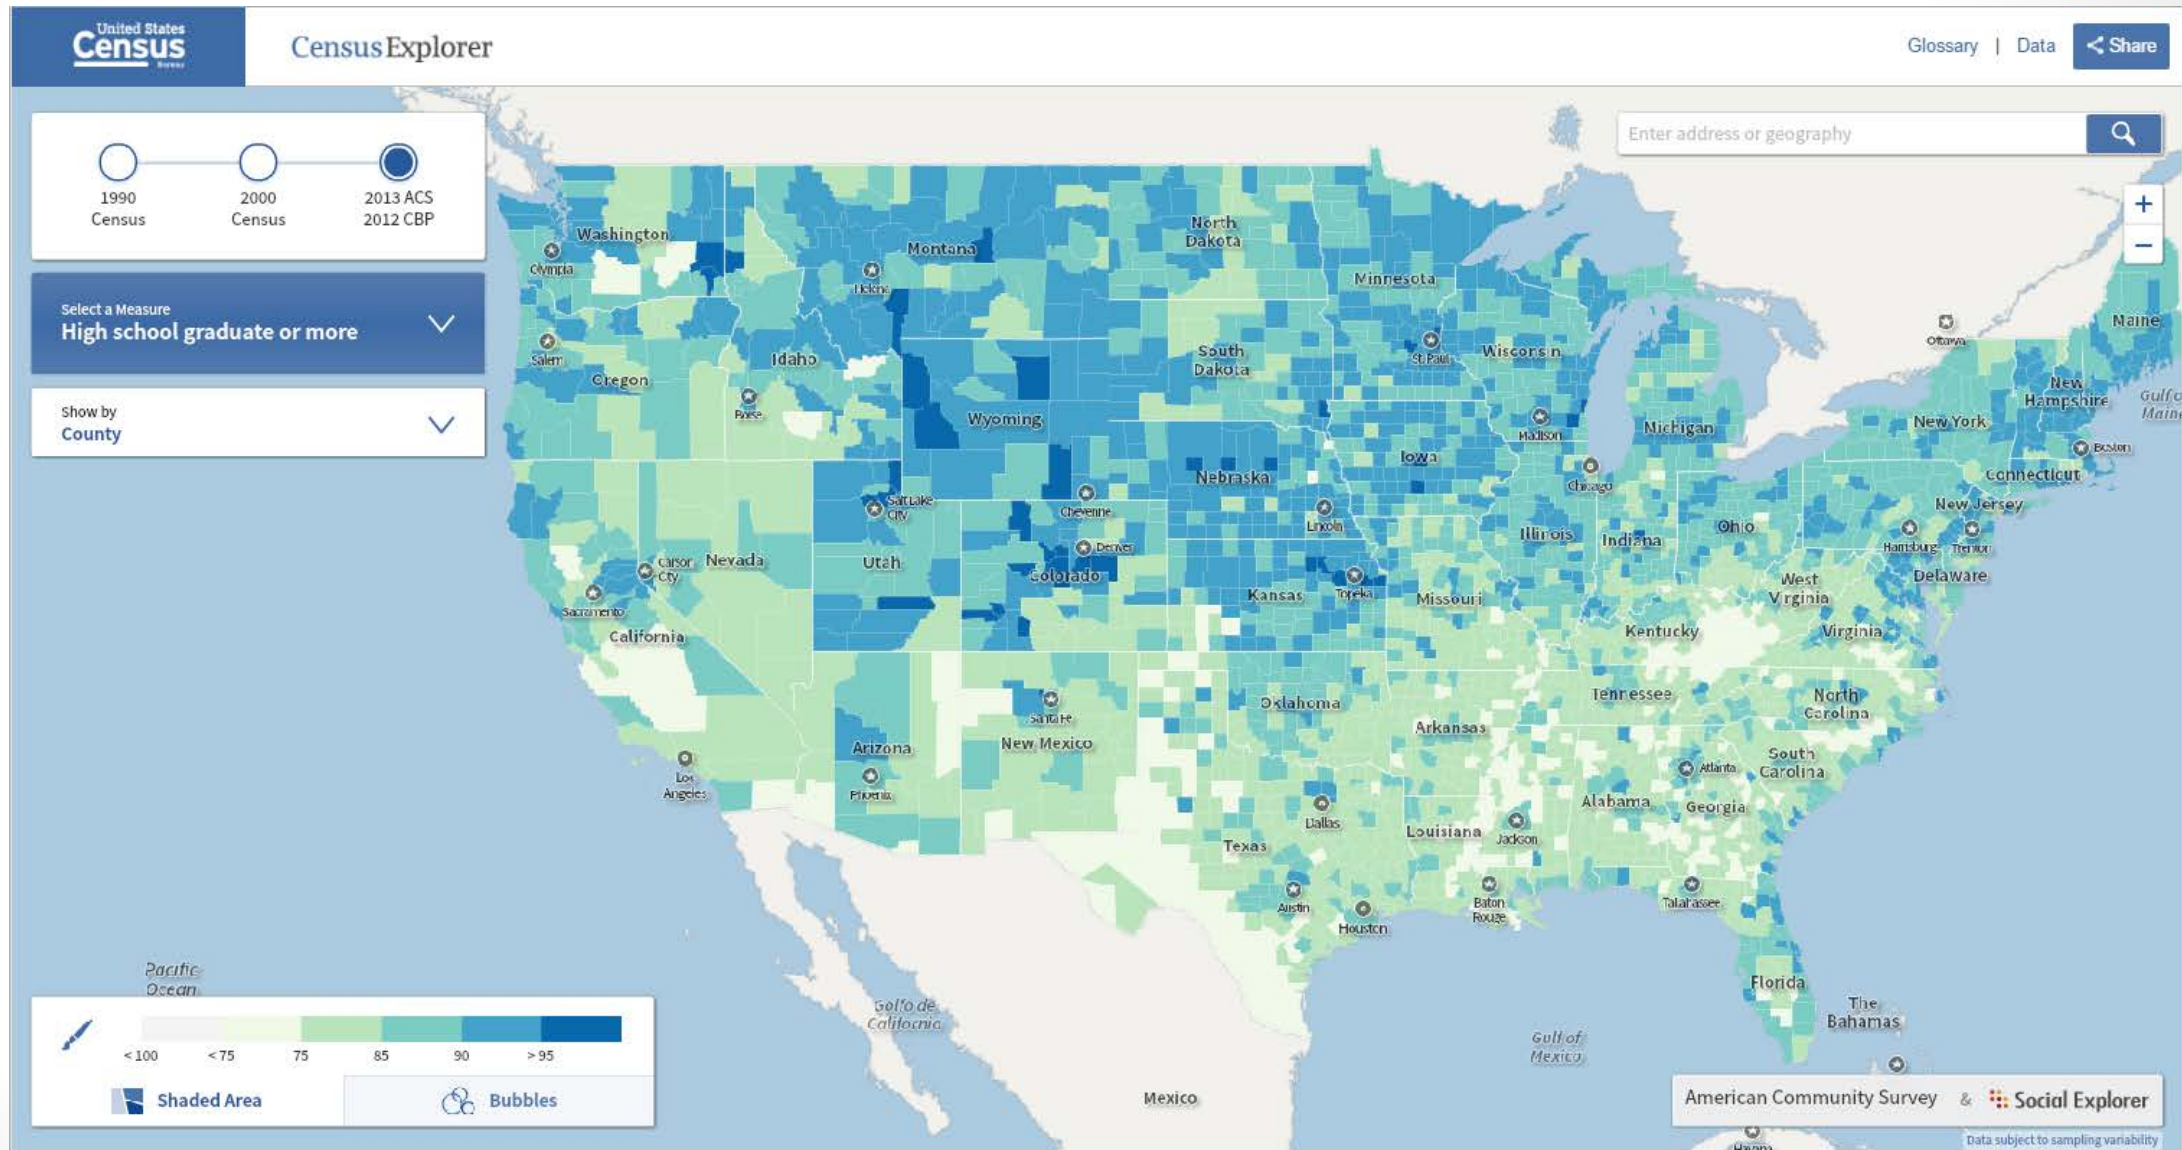 United States
Census
Bureau
Census Explorer
Glossary | Data
Share
1990
Census
2000
Census
2013 ACS
2012 CBP
Select a Measure
High school graduate or more
Show by
County
Enter address or geography
+
−
Washington
Olympia
Montana
Helena
North
Dakota
Minnesota
St. Paul
Wisconsin
Madison
Michigan
Ottawa
Maine
Gulf o
Main
New
Hampshire
New York
Boston
Connecticut
New Jersey
Harrisburg
Trenton
Delaware
Salem
Oregon
Idaho
Boise
Wyoming
Cheyenne
South
Dakota
Nebraska
Lincoln
Iowa
Chicago
Illinois
Indiana
Ohio
West
Virginia
Virginia
Kentucky
Salt Lake
City
Nevada
Utah
Carson
City
Sacramento
California
Denver
Colorado
Kansas
Topeka
Missouri
Tennessee
North
Carolina
South
Carolina
Los
Angeles
Arizona
Phoenix
Santa Fe
New Mexico
Oklahoma
Arkansas
Atlanta
Alabama
Georgia
Dallas
Texas
Louisiana
Jackson
Austin
Houston
Baton
Rouge
Tallahassee
Florida
The
Bahamas
Havana
Pacific
Ocean
Golfo de
California
Gulf of
Mexico
Mexico
< 100
< 75
75
85
90
> 95
Shaded Area
Bubbles
American Community Survey & Social Explorer
Data subject to sampling variability